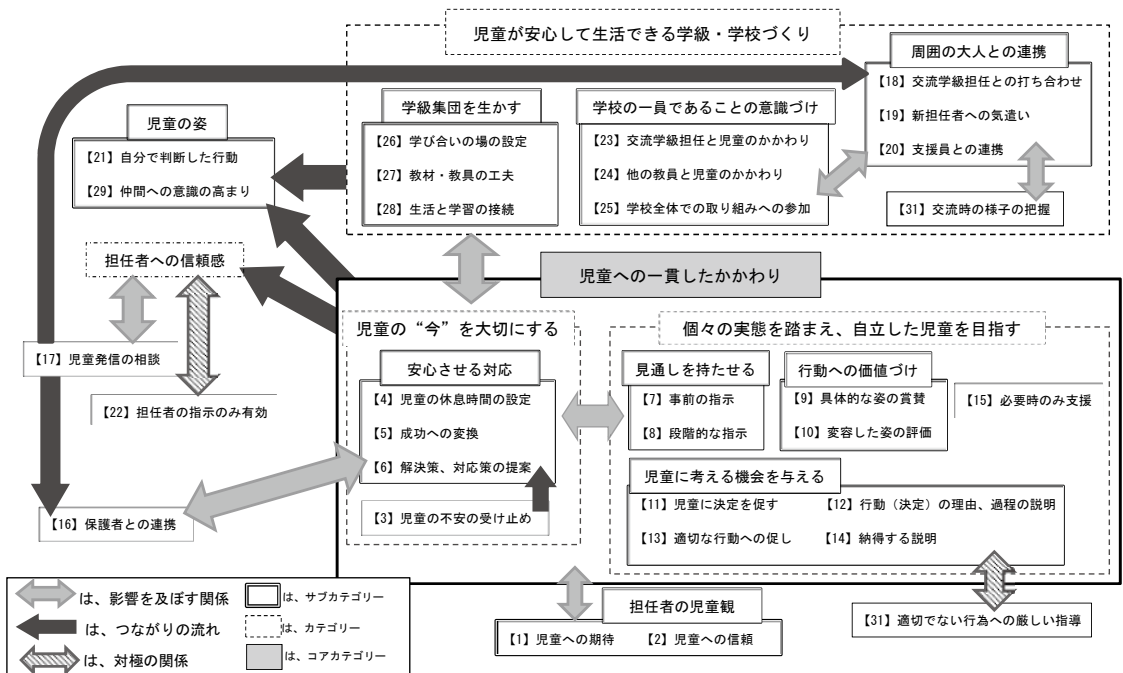 児童が安心して生活できる学級・学校づくり
周囲の大人との連携
【18】交流学級担任との打ち合わせ
【19】新担任者への気遣い
【20】支援員との連携
【31】交流時の様子の把握
学級集団を生かす
【26】学び合いの場の設定
【27】教材・教具の工夫
【28】生活と学習の接続
学校の一員であることの意識づけ
【23】交流学級担任と児童のかかわり
【24】他の教員と児童のかかわり
【25】学校全体での取り組みへの参加
児童の姿
【21】自分で判断した行動
【29】仲間への意識の高まり
担任者への信頼感
【17】児童発信の相談
【22】担任者の指示のみ有効
【16】保護者との連携
児童への一貫したかかわり
児童の“今”を大切にする
安心させる対応
【4】児童の休息時間の設定
【5】成功への変換
【6】解決策、対応策の提案
【3】児童の不安の受け止め
個々の実態を踏まえ、自立した児童を目指す
見通しを持たせる
【7】事前の指示
【8】段階的な指示
行動への価値づけ
【9】具体的な姿の賞賛
【10】変容した姿の評価
【15】必要時のみ支援
児童に考える機会を与える
【11】児童に決定を促す 【12】行動（決定）の理由、過程の説明
【13】適切な行動への促し 【14】納得する説明
担任者の児童観
【1】児童への期待 【2】児童への信頼
【31】適切でない行為への厳しい指導
は、影響を及ぼす関係 は、サブカテゴリー
は、つながりの流れ は、カテゴリー
は、対極の関係 は、コアカテゴリー